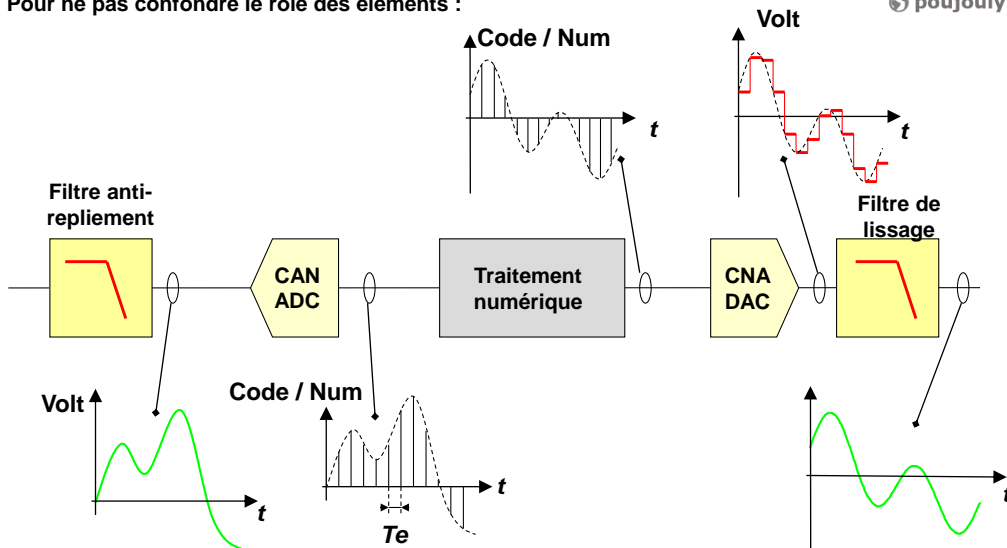 Pour ne pas confondre le rôle des éléments :
poujouly
Code / Num
t
Volt
t
Filtre anti-
repliement
CAN
ADC
Traitement
numérique
CNA
DAC
Filtre de
lissage
Volt
t
Code / Num
t
Te
t